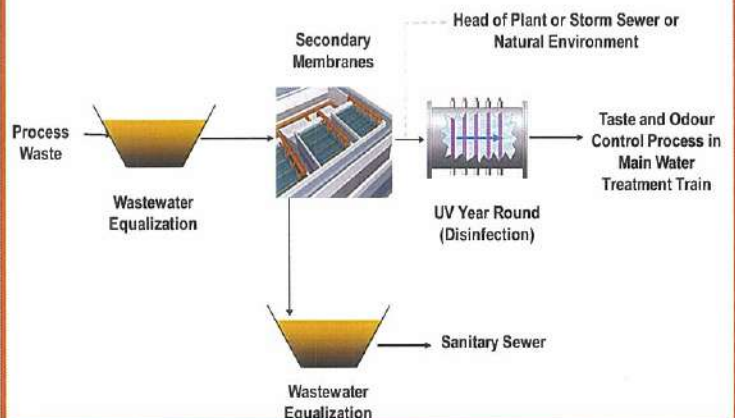 Head of Plant or Storm Sewer or
Natural Environment
Secondary
Membranes
Process
Waste
Taste and Odour
Control Process in
Main Water
Treatment Train
Wastewater
Equalization
UV Year Round
(Disinfection)
Sanitary Sewer
Wastewater
Equalization